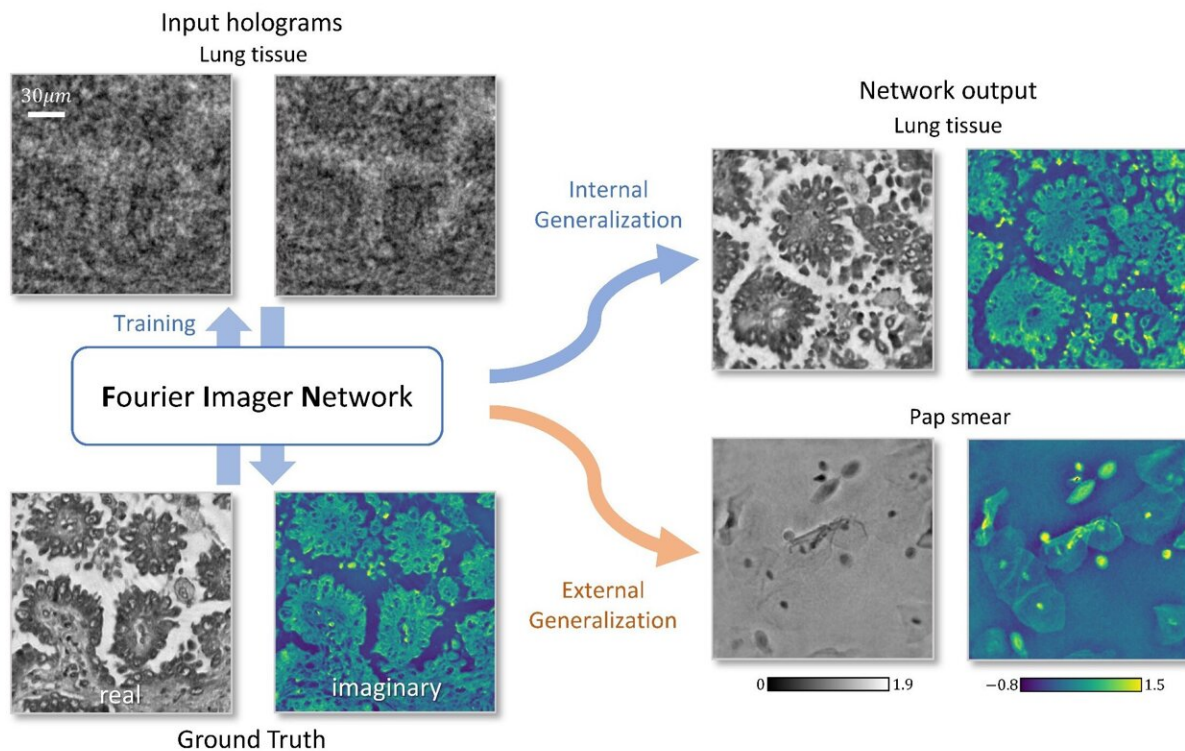 Input holograms
Lung tissue
30μm
Training
Fourier Imager Network
real
imaginary
Ground Truth
Internal
Generalization
External
Generalization
Network output
Lung tissue
Pap smear
0
1.9
−0.8
1.5